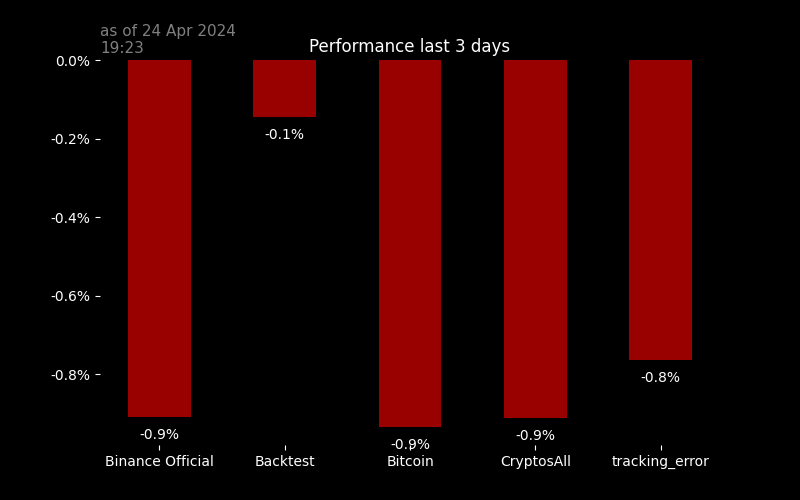 as of 24 Apr 2024
19:23
Performance last 3 days
0.0%
-0.2%
-0.4%
-0.6%
-0.8%
-0.9%
-0.1%
-0.9%
-0.9%
-0.8%
Binance Official
Backtest
Bitcoin
CryptosAll
tracking_error